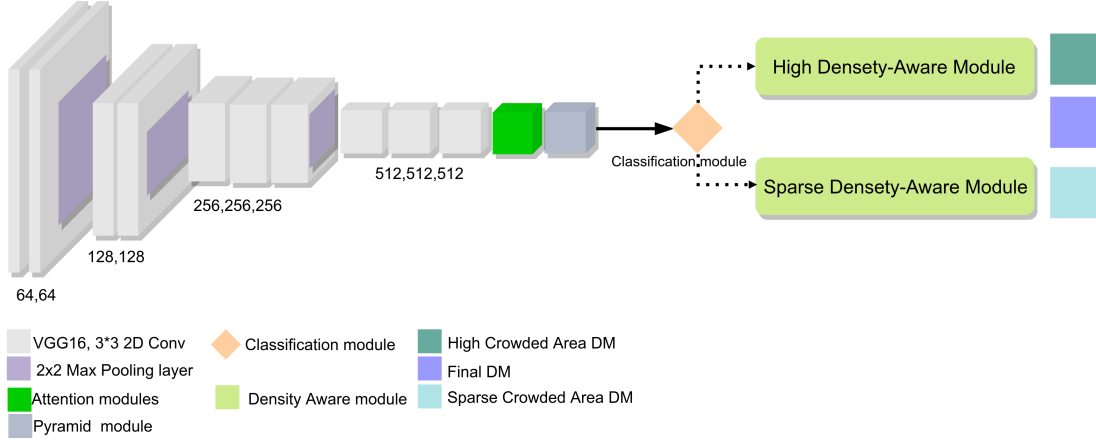 High Densety-Aware Module
Classification module
Sparse Densety-Aware Module
512,512,512
256,256,256
128,128
64,64
VGG16, 3*3 2D Conv
2x2 Max Pooling layer
Attention modules
Pyramid module
Classification module
Density Aware module
High Crowded Area DM
Final DM
Sparse Crowded Area DM